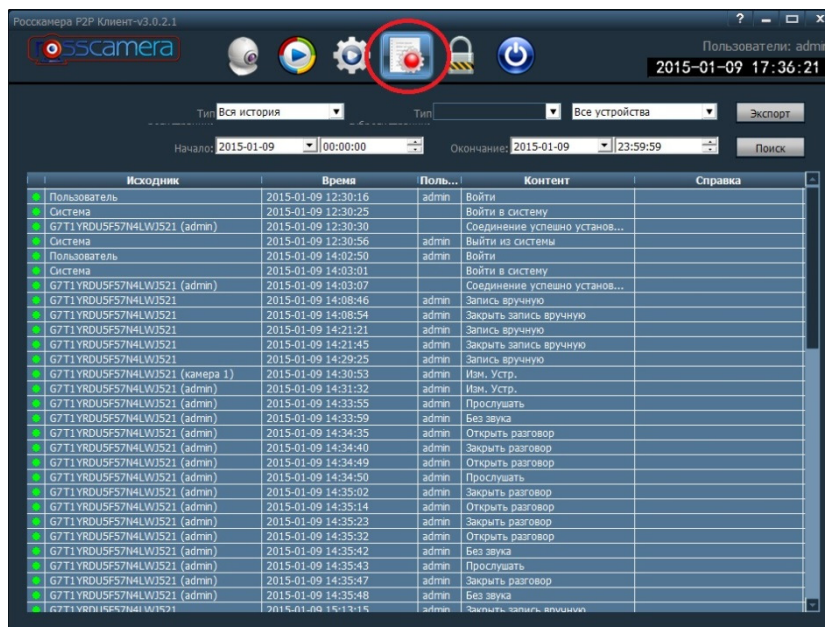 Росскамера P2P Клиент-v3.0.2.1
rosscamera
Пользователи: admin
2015-01-09 17:36:21
Тип Вся история Тип Все устройства Экспорт
Начало: 2015-01-09 00:00:00 Окончание: 2015-01-09 23:59:59 Поиск
Исходник Время Поль... Контент Справка
Пользователь 2015-01-09 12:30:16 admin Войти
Система 2015-01-09 12:30:25 Войти в систему
G7T1YRDU5F57N4LWJ521 (admin) 2015-01-09 12:30:30 Соединение успешно установ...
Система 2015-01-09 12:30:56 admin Выйти из системы
Пользователь 2015-01-09 14:02:50 admin Войти
Система 2015-01-09 14:03:01 Войти в систему
G7T1YRDU5F57N4LWJ521 (admin) 2015-01-09 14:03:07 Соединение успешно установ...
G7T1YRDU5F57N4LWJ521 2015-01-09 14:08:46 admin Запись вручную
G7T1YRDU5F57N4LWJ521 2015-01-09 14:08:54 admin Закрыть запись вручную
G7T1YRDU5F57N4LWJ521 2015-01-09 14:21:21 admin Запись вручную
G7T1YRDU5F57N4LWJ521 2015-01-09 14:21:45 admin Закрыть запись вручную
G7T1YRDU5F57N4LWJ521 2015-01-09 14:29:25 admin Запись вручную
G7T1YRDU5F57N4LWJ521 (камера 1) 2015-01-09 14:30:53 admin Изм. Устр.
G7T1YRDU5F57N4LWJ521 (admin) 2015-01-09 14:31:32 admin Изм. Устр.
G7T1YRDU5F57N4LWJ521 (admin) 2015-01-09 14:33:55 admin Прослушать
G7T1YRDU5F57N4LWJ521 (admin) 2015-01-09 14:33:59 admin Без звука
G7T1YRDU5F57N4LWJ521 (admin) 2015-01-09 14:34:35 admin Открыть разговор
G7T1YRDU5F57N4LWJ521 (admin) 2015-01-09 14:34:40 admin Закрыть разговор
G7T1YRDU5F57N4LWJ521 (admin) 2015-01-09 14:34:49 admin Открыть разговор
G7T1YRDU5F57N4LWJ521 (admin) 2015-01-09 14:34:50 admin Прослушать
G7T1YRDU5F57N4LWJ521 (admin) 2015-01-09 14:35:02 admin Закрыть разговор
G7T1YRDU5F57N4LWJ521 (admin) 2015-01-09 14:35:14 admin Открыть разговор
G7T1YRDU5F57N4LWJ521 (admin) 2015-01-09 14:35:23 admin Закрыть разговор
G7T1YRDU5F57N4LWJ521 (admin) 2015-01-09 14:35:32 admin Открыть разговор
G7T1YRDU5F57N4LWJ521 (admin) 2015-01-09 14:35:42 admin Без звука
G7T1YRDU5F57N4LWJ521 (admin) 2015-01-09 14:35:43 admin Прослушать
G7T1YRDU5F57N4LWJ521 (admin) 2015-01-09 14:35:47 admin Закрыть разговор
G7T1YRDU5F57N4LWJ521 (admin) 2015-01-09 14:35:48 admin Без звука
G7T1YRDU5F57N4LWJ521 2015-01-09 15:13:15 admin Закрыть запись вручную